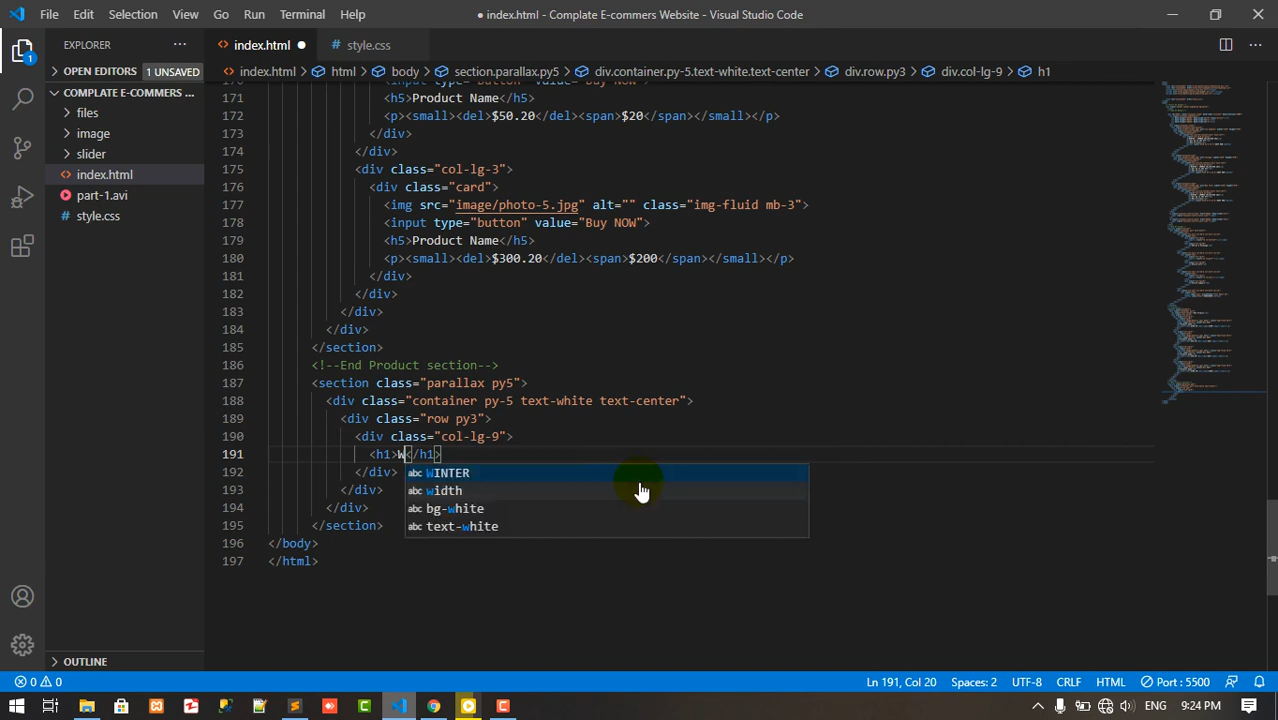 File Edit Selection View Go Run Terminal Help
● index.html - Complate E-commers Website - Visual Studio Code
EXPLORER ···
<> index.html ●
# style.css
OPEN EDITORS 1 UNSAVED
<> index.html > html > body > section.parallax.py5 > div.container.py-5.text-white.text-center > div.row.py3 > div.col-lg-9 > h1
COMPLATE E-COMMERS ...
files
image
slider
<> index.html
part-1.avi
# style.css
OUTLINE
1
171 <h5>Product Name</h5>
172 <p><small><del>$50.20</del><span>$20</span></small></p>
173 </div>
174 </div>
175 <div class="col-lg-3">
176 <div class="card">
177 <img src="image/photo-5.jpg" alt="" class="img-fluid mb-3">
178 <input type="button" value="Buy NOW">
179 <h5>Product Name</h5>
180 <p><small><del>$300.20</del><span>$200</span></small></p>
181 </div>
182 </div>
183 </div>
184 </div>
185 </section>
186 <!--End Product section-->
187 <section class="parallax py5">
188 <div class="container py-5 text-white text-center">
189 <div class="row py3">
190 <div class="col-lg-9">
191 <h1>W</h1>
192 </div>
193 </div>
194 </div>
195 </section>
196 </body>
197 </html>
abc WINTER
abc width
abc bg-white
abc text-white
0 0
Ln 191, Col 20 Spaces: 2 UTF-8 CRLF HTML Port : 5500
ENG 9:24 PM